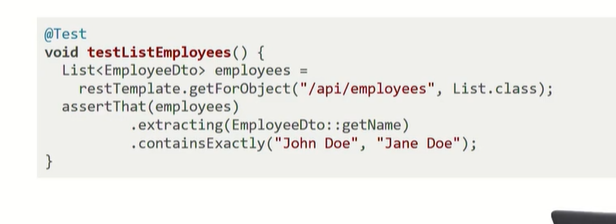 @Test
void testListEmployees() {
  List<EmployeeDto> employees =
    restTemplate.getForObject("/api/employees", List.class);
  assertThat(employees)
          .extracting(EmployeeDto::getName)
          .containsExactly("John Doe", "Jane Doe");
}